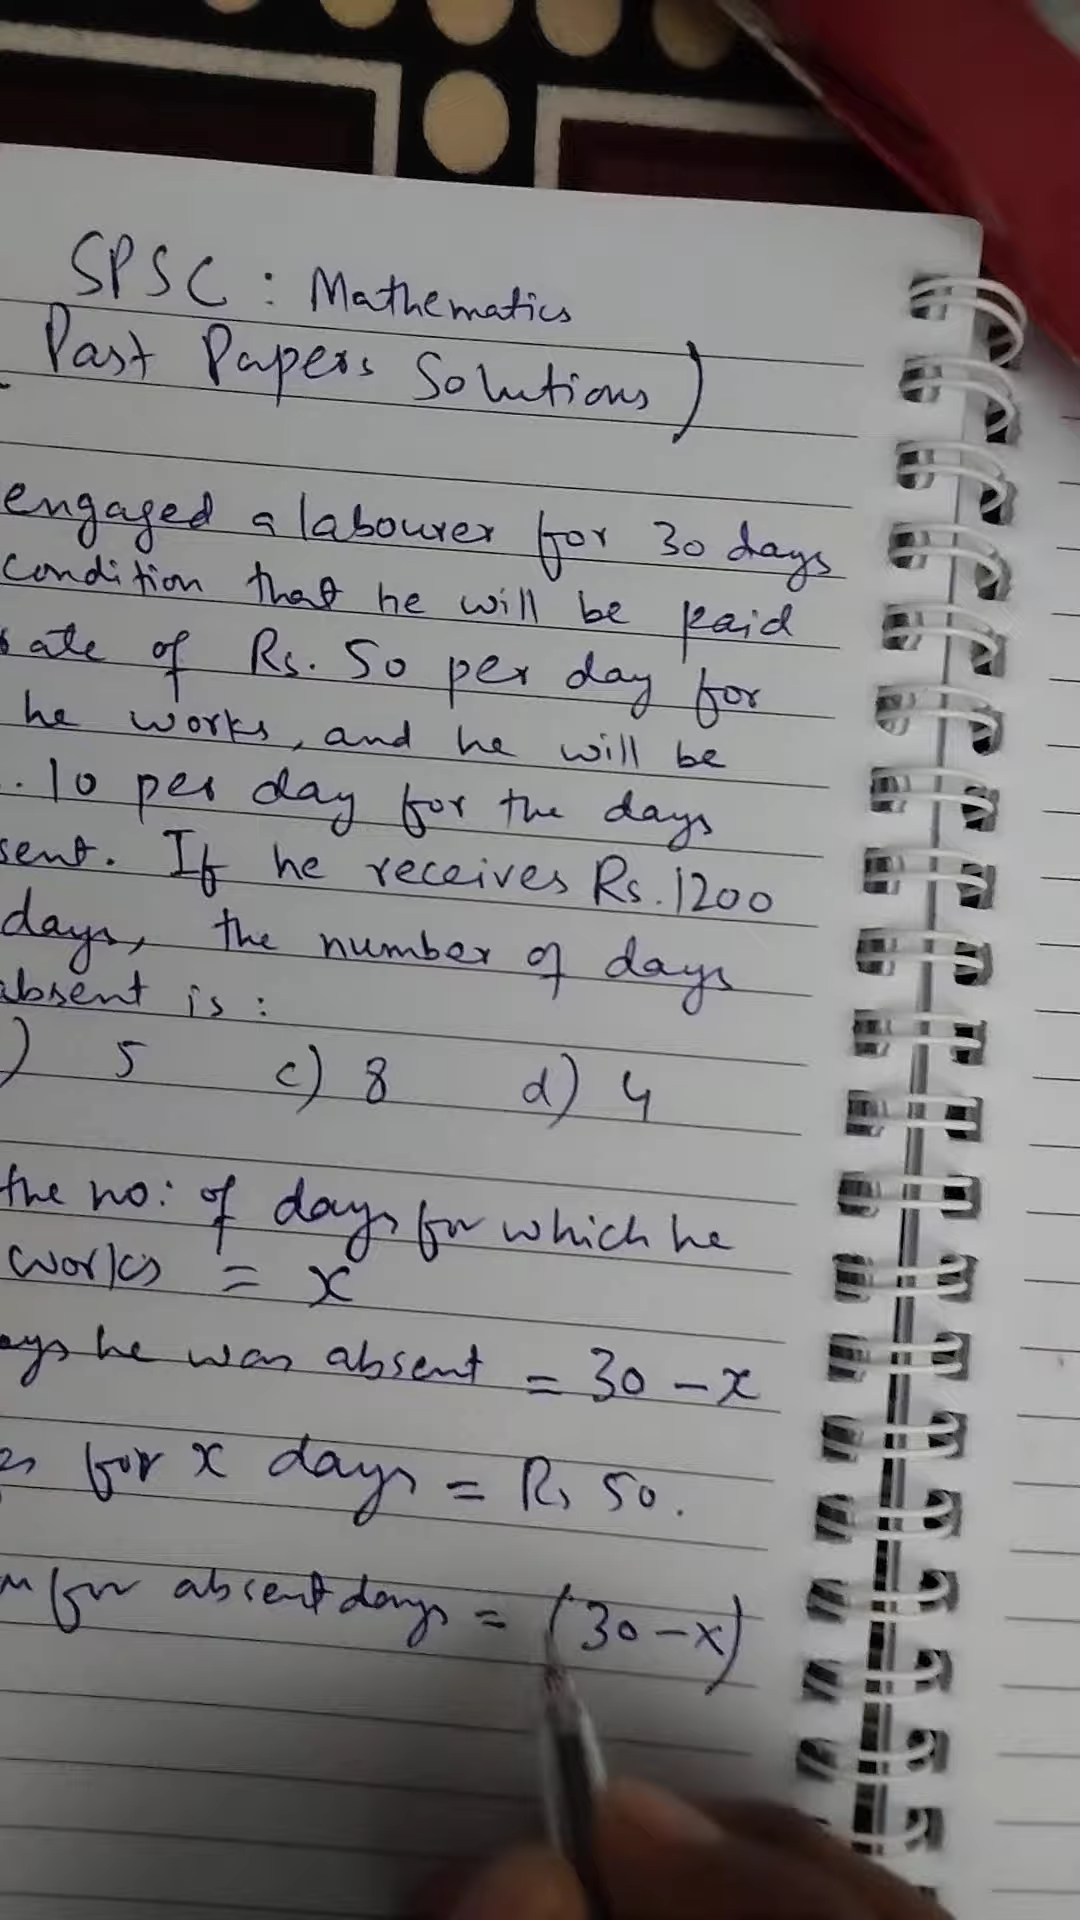 SPSC : Mathematics
Past Papers Solutions)
engaged a labourer for 30 days
condition that he will be paid
ate of Rs. 50 per day for
he works, and he will be
. 10 per day for the days
sent. If he receives Rs. 1200
days, the number of days
absent is :
) 5 c) 8 d) 4
the no: of days for which he
works = x
ays he was absent = 30 - x
es for x days = Rs 50.
for absent days = (30 - x)